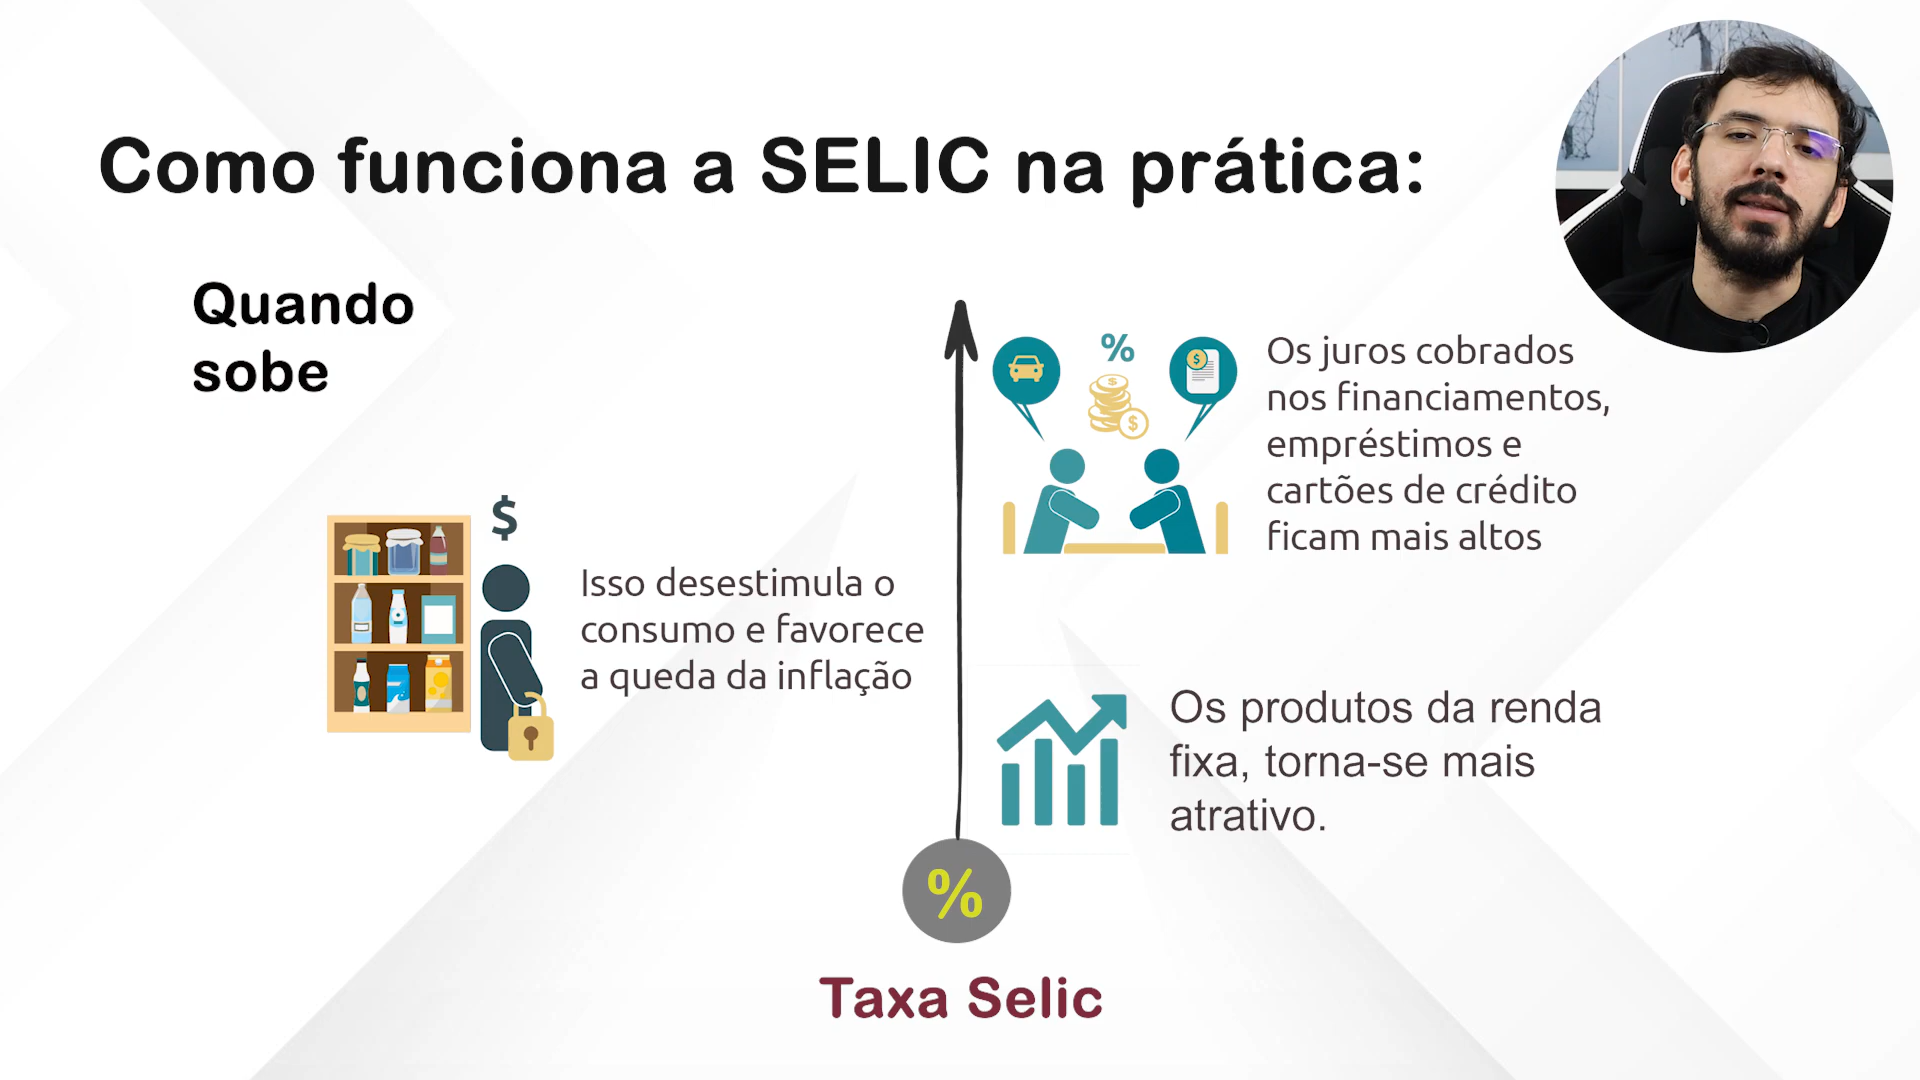 Como funciona a SELIC na prática:
Quando
sobe
%
$
$
$
Os juros cobrados
nos financiamentos,
empréstimos e
cartões de crédito
ficam mais altos
$
Isso desestimula o
consumo e favorece
a queda da inflação
Os produtos da renda
fixa, torna-se mais
atrativo.
%
Taxa Selic